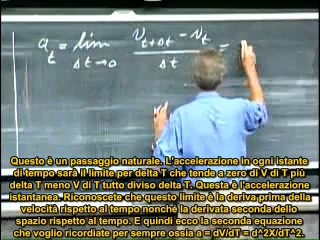 a_t = lim Δt→0 v_{t+Δt} - v_t / Δt =
Questo è un passaggio naturale. L'accelerazione in ogni istante
di tempo sarà il limite per delta T che tende a zero di V di T più
delta T meno V di T tutto diviso delta T. Questa è l'accelerazione
istantanea. Riconoscete che questo limite è la deriva prima della
velocità rispetto al tempo nonchè la derivata seconda dello
spazio rispetto al tempo. E quindi ecco la seconda equazione
che voglio ricordiate per sempre ossia a = dV/dT = d^2X/dT^2.